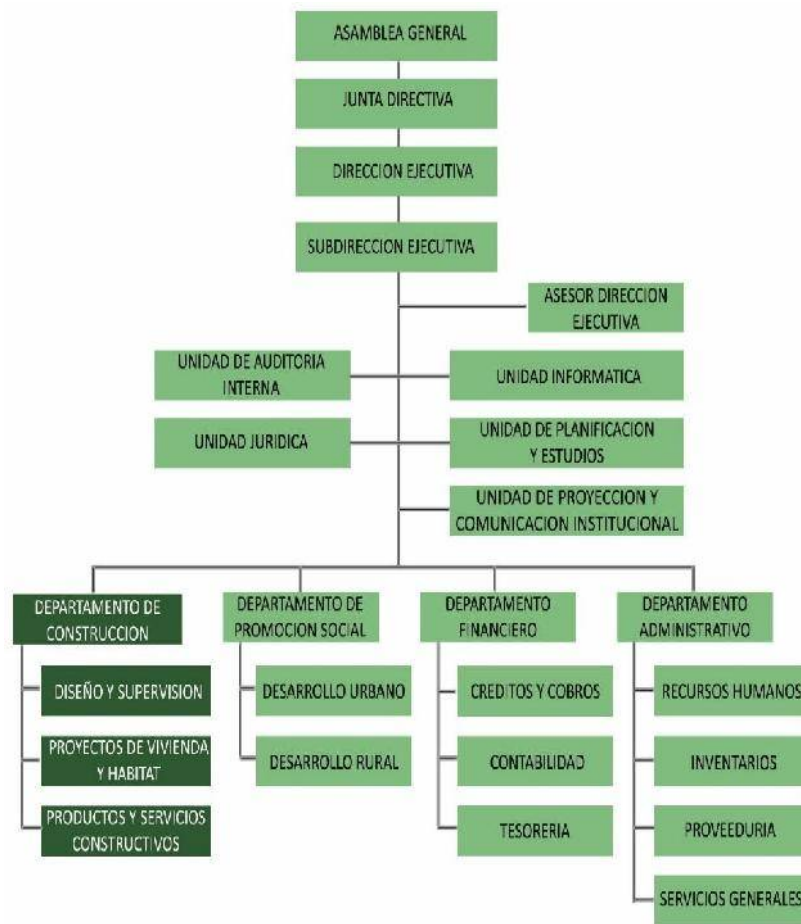 ASAMBLEA GENERAL
JUNTA DIRECTIVA
DIRECCION EJECUTIVA
SUBDIRECCION EJECUTIVA
ASESOR DIRECCION
EJECUTIVA
UNIDAD DE AUDITORIA
INTERNA
UNIDAD INFORMATICA
UNIDAD JURIDICA
UNIDAD DE PLANIFICACION
Y ESTUDIOS
UNIDAD DE PROYECCION Y
COMUNICACION INSTITUCIONAL
DEPARTAMENTO DE
CONSTRUCCION
DISEÑO Y SUPERVISION
PROYECTOS DE VIVIENDA
Y HABITAT
PRODUCTOS Y SERVICIOS
CONSTRUCTIVOS
DEPARTAMENTO DE
PROMOCION SOCIAL
DESARROLLO URBANO
DESARROLLO RURAL
DEPARTAMENTO
FINANCIERO
CREDITOS Y COBROS
CONTABILIDAD
TESORERIA
DEPARTAMENTO
ADMINISTRATIVO
RECURSOS HUMANOS
INVENTARIOS
PROVEEDURIA
SERVICIOS GENERALES